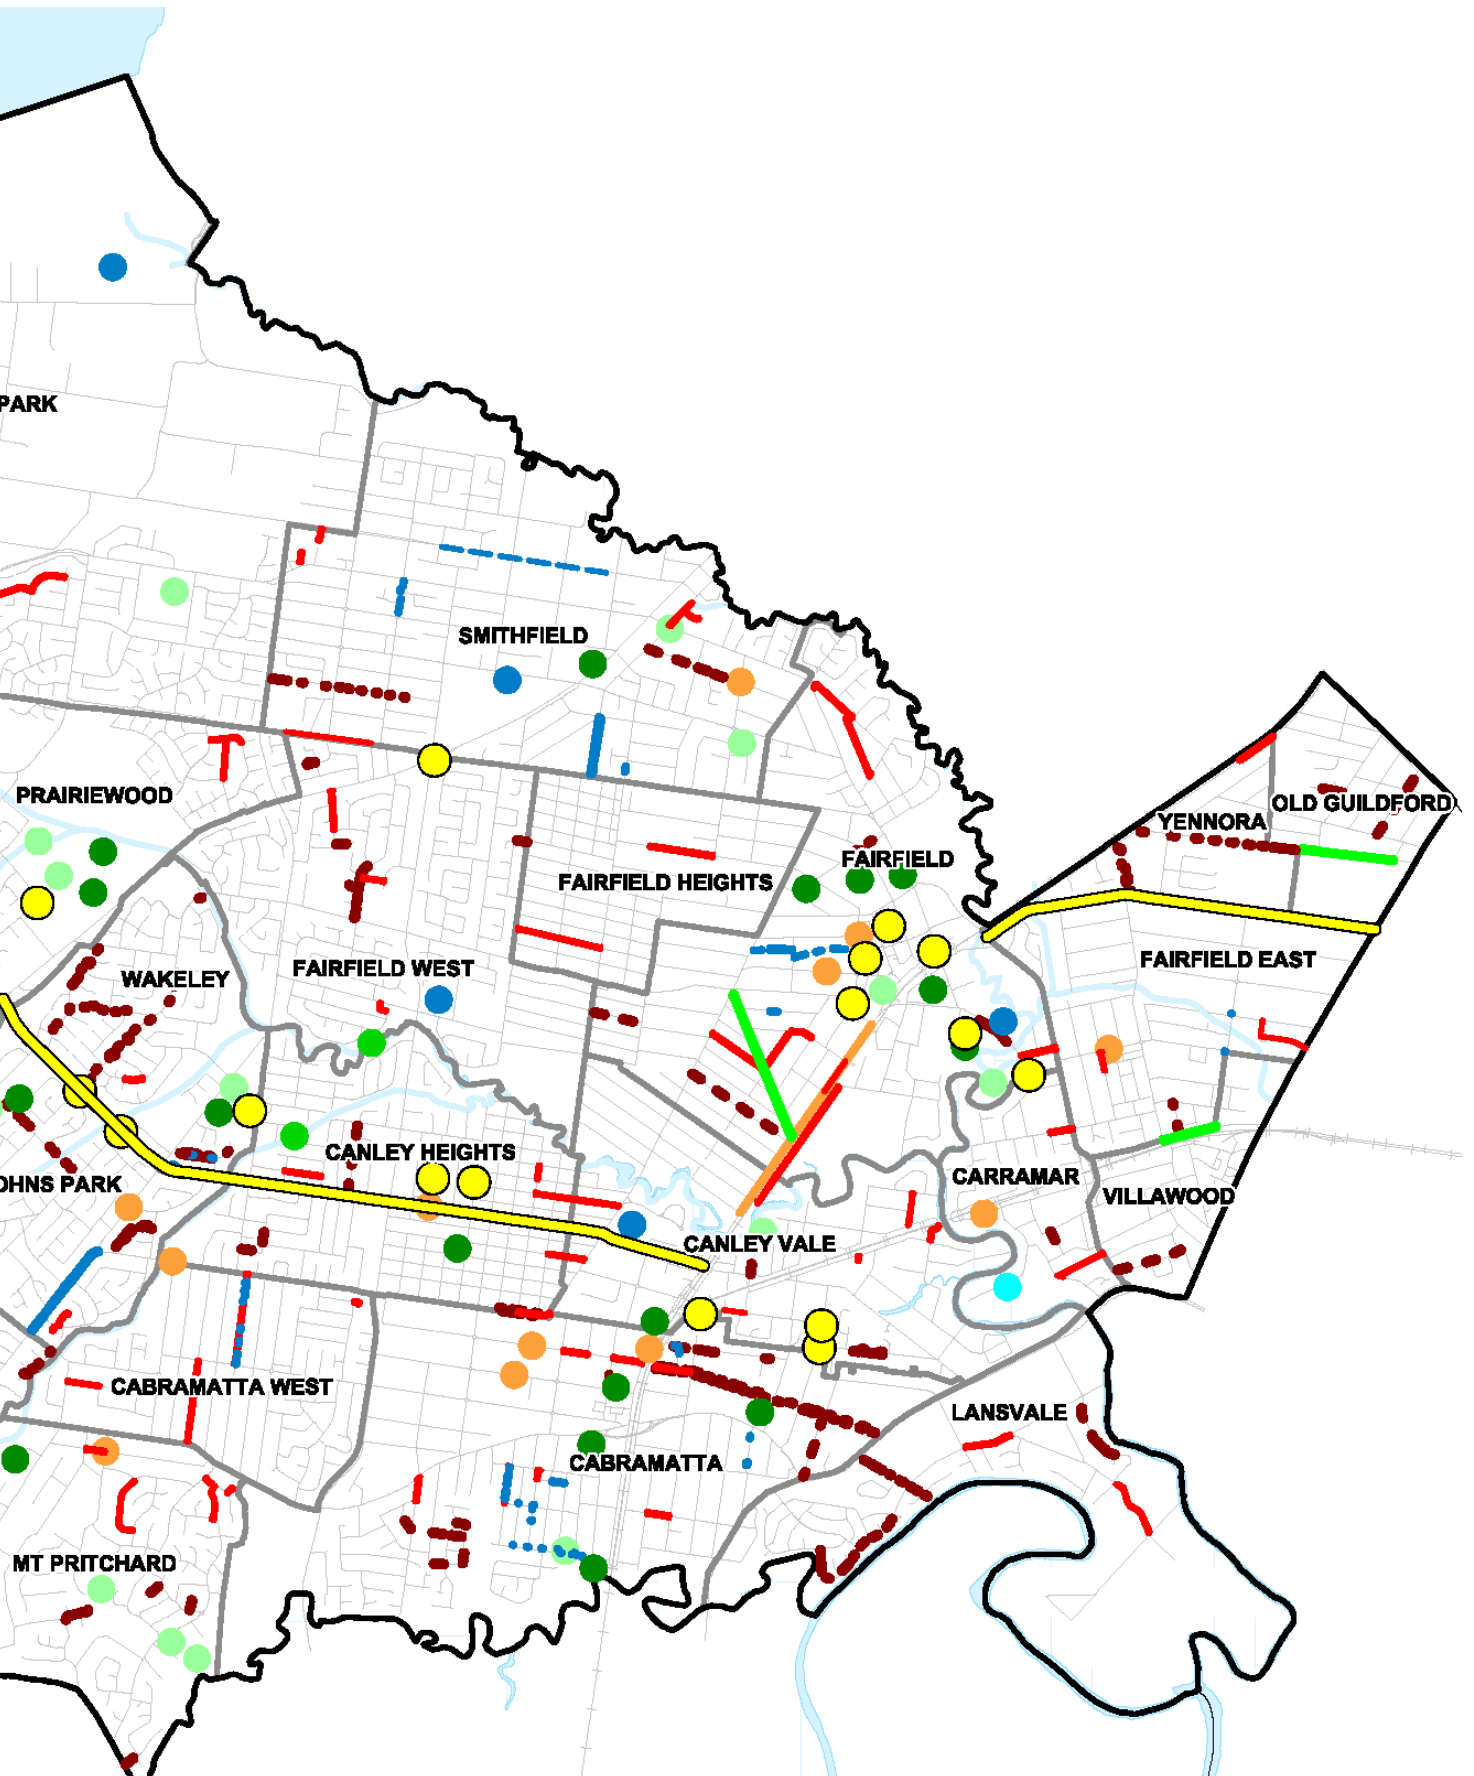 PARK
SMITHFIELD
PRAIRIEWOOD
OLD GUILDFORD
YENNORA
FAIRFIELD
FAIRFIELD HEIGHTS
FAIRFIELD EAST
FAIRFIELD WEST
WAKELEY
CANLEY HEIGHTS
CARRAMAR
OHNS PARK
VILLAWOOD
CANLEY VALE
CABRAMATTA WEST
LANSVALE
CABRAMATTA
MT PRITCHARD